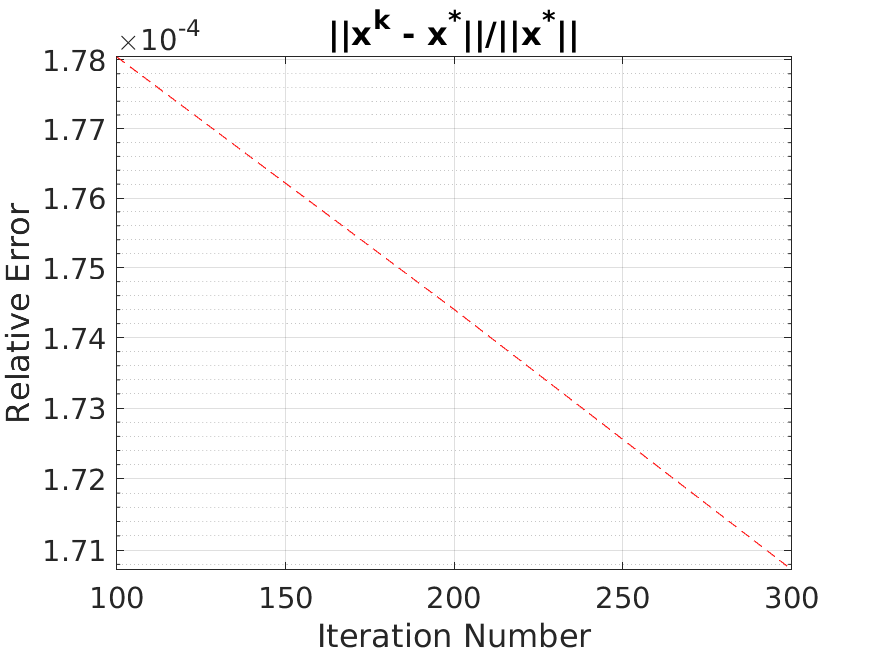 ||x^k - x^*||/||x^*||
×10^-4
1.78
1.77
1.76
1.75
1.74
1.73
1.72
1.71
Relative Error
100 150 200 250 300
Iteration Number